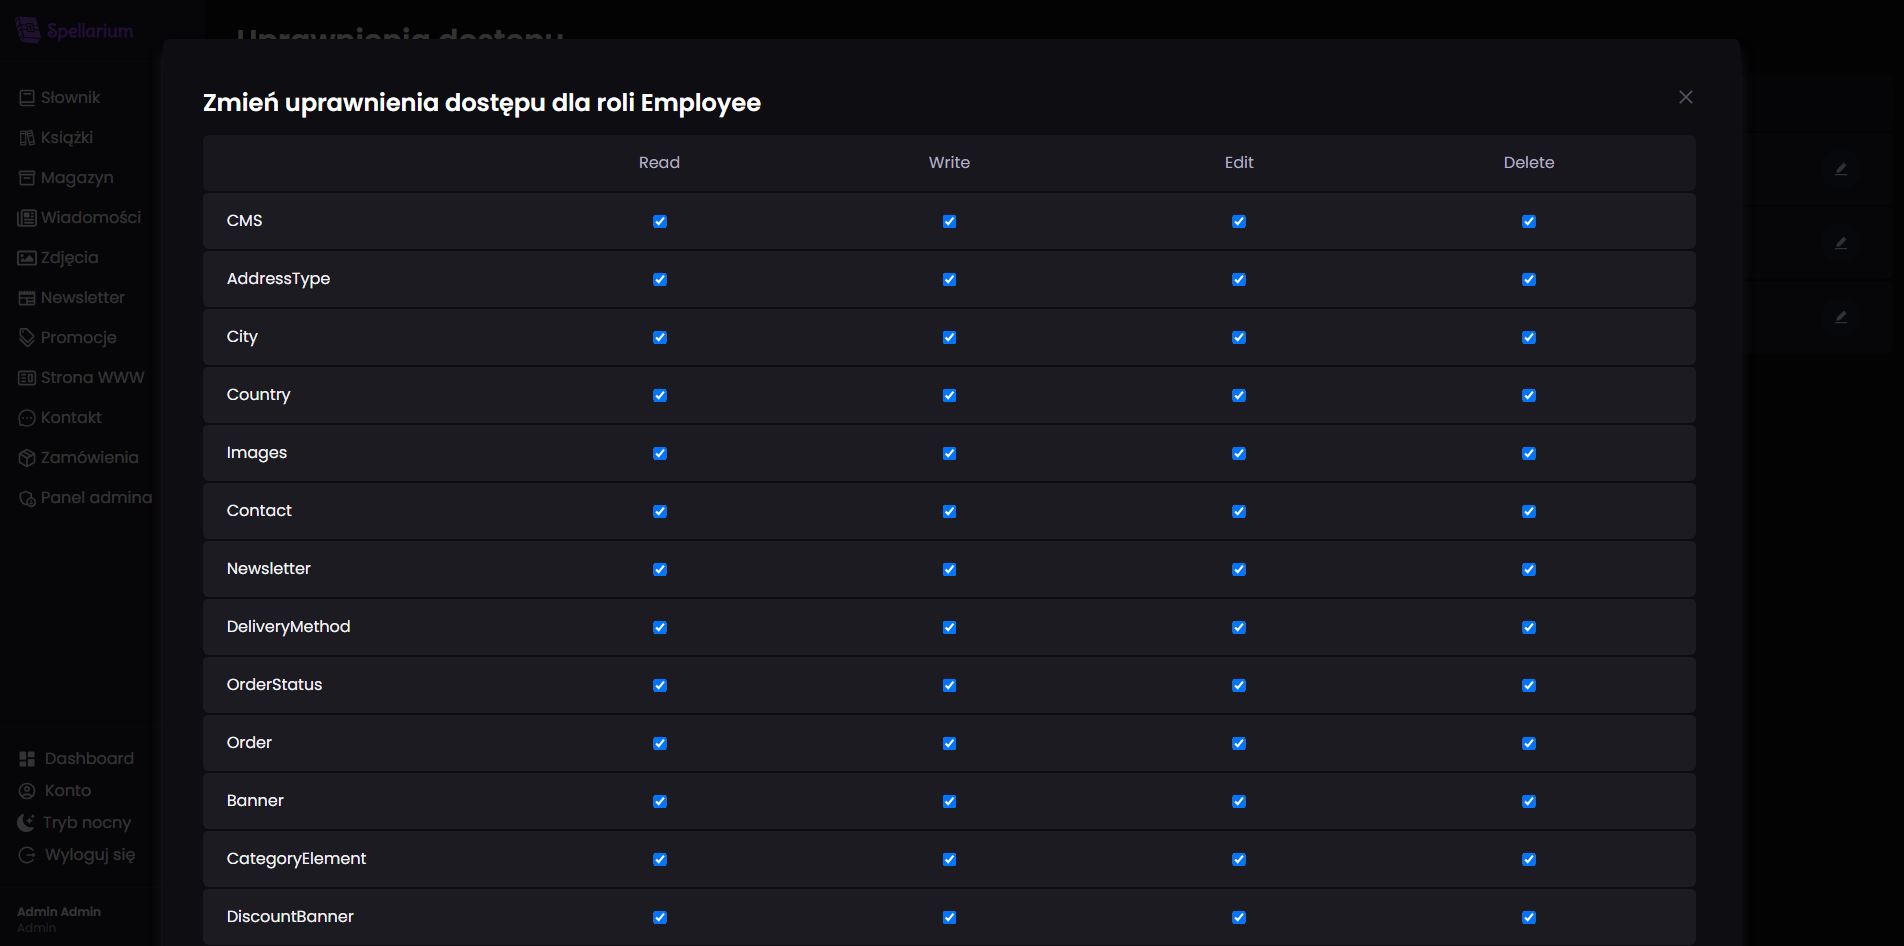 Spellarium
Uprawnienia dostępu
Słownik
Książki
Magazyn
Wiadomości
Zdjęcia
Newsletter
Promocje
Strona WWW
Kontakt
Zamówienia
Panel admina
Dashboard
Konto
Tryb nocny
Wyloguj się
Admin Admin
Admin
Zmień uprawnienia dostępu dla roli Employee
Read Write Edit Delete
CMS
AddressType
City
Country
Images
Contact
Newsletter
DeliveryMethod
OrderStatus
Order
Banner
CategoryElement
DiscountBanner